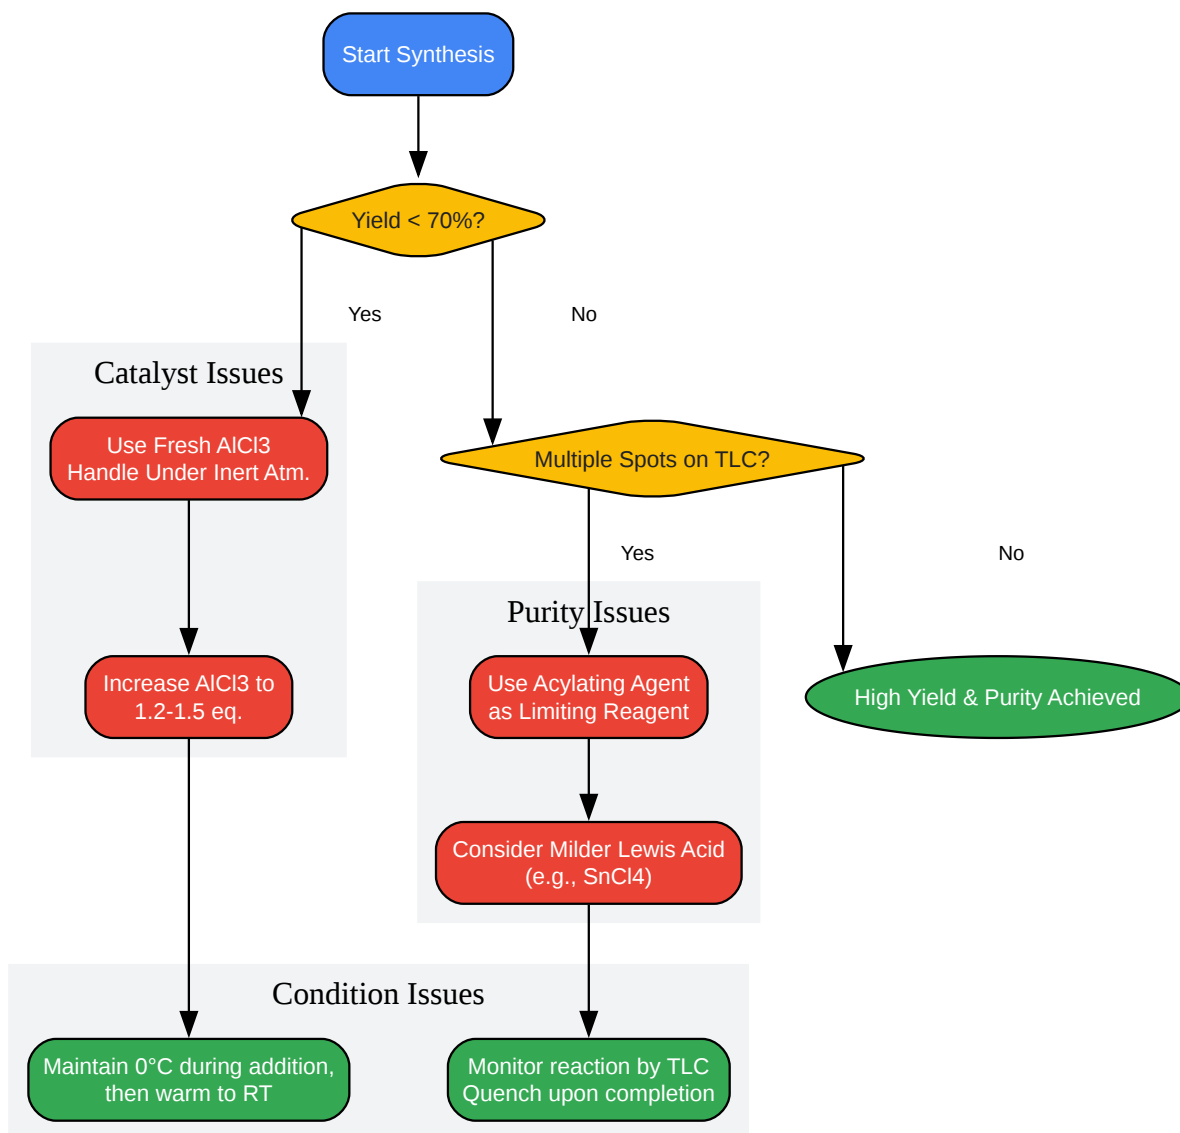 Start Synthesis
Yield < 70%?
Yes
No
Catalyst Issues
Use Fresh AlCl3
Handle Under Inert Atm.
Multiple Spots on TLC?
Yes
No
Purity Issues
Increase AlCl3 to
1.2-1.5 eq.
Use Acylating Agent
as Limiting Reagent
High Yield & Purity Achieved
Consider Milder Lewis Acid
(e.g., SnCl4)
Condition Issues
Maintain 0°C during addition,
then warm to RT
Monitor reaction by TLC
Quench upon completion